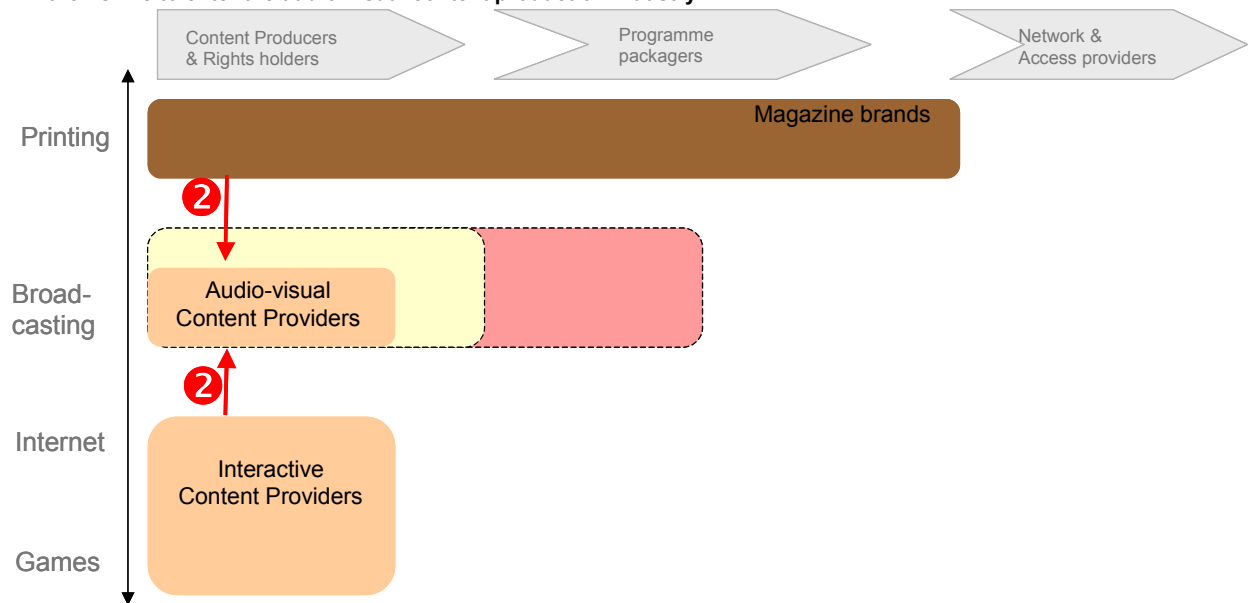 Content Producers
& Rights holders
Programme
packagers
Network &
Access providers
Printing
Magazine brands
2
Broad-
casting
Audio-visual
Content Providers
2
Internet
Interactive
Content Providers
Games